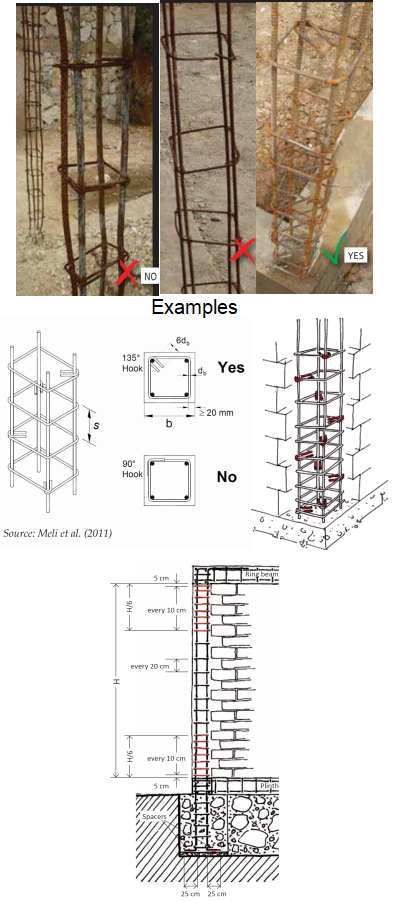 NO
YES
Examples
6db
135°
Hook
db
Yes
≥ 20 mm
b
S
90°
Hook
No
Source: Meli et al. (2011)
5 cm
Ring beam
H/6
every 10 cm
every 20 cm
H
H/6
every 10 cm
5 cm
Plinth
Spacers
25 cm
25 cm